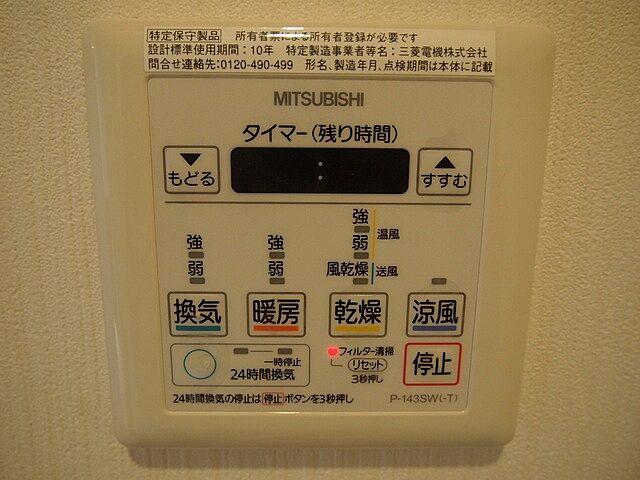 特定保守製品 所有者票による所有者登録が必要です
設計標準使用期間：10年 特定製造事業者等名：三菱電機株式会社
問合せ連絡先：0120-490-499 形名、製造年月、点検期間は本体に記載
MITSUBISHI
タイマー（残り時間）
▼ ▲
もどる : すすむ
強
強 強 弱 温風
弱 弱 風乾燥 送風
換気 暖房 乾燥 涼風
一時停止
24時間換気
フィルター清掃
リセット
3秒押し
停止
24時間換気の停止は停止ボタンを3秒押し P-143SW(-T)